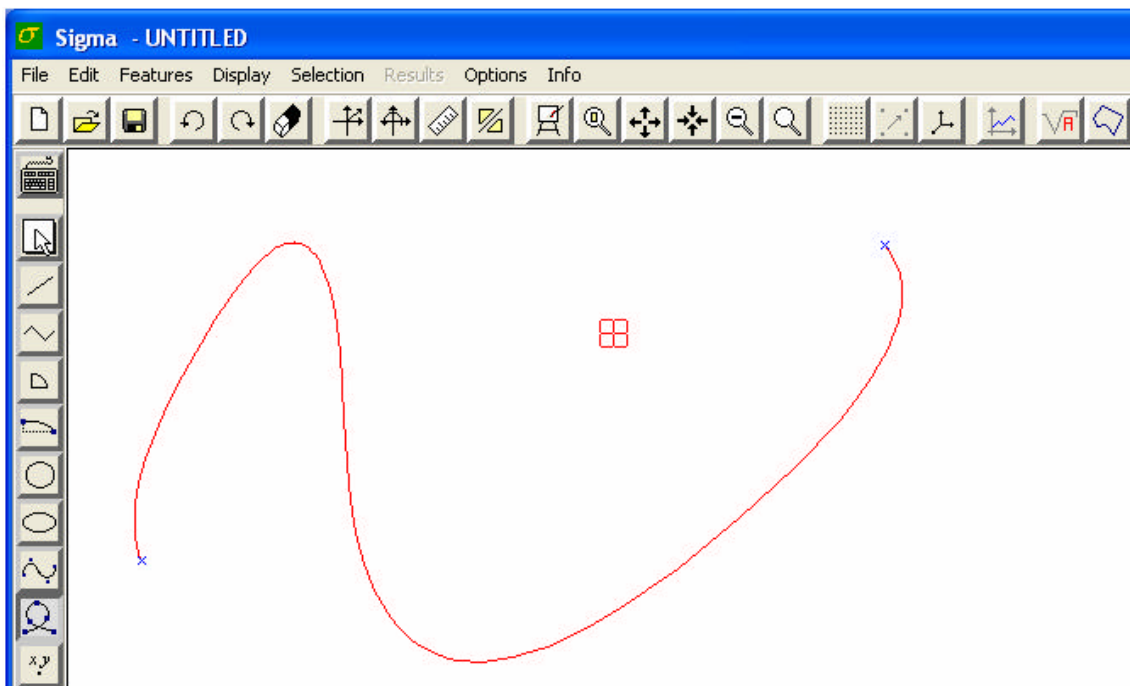 σ Sigma - UNTITLED
File Edit Features Display Selection Results Options Info
√A
x,y